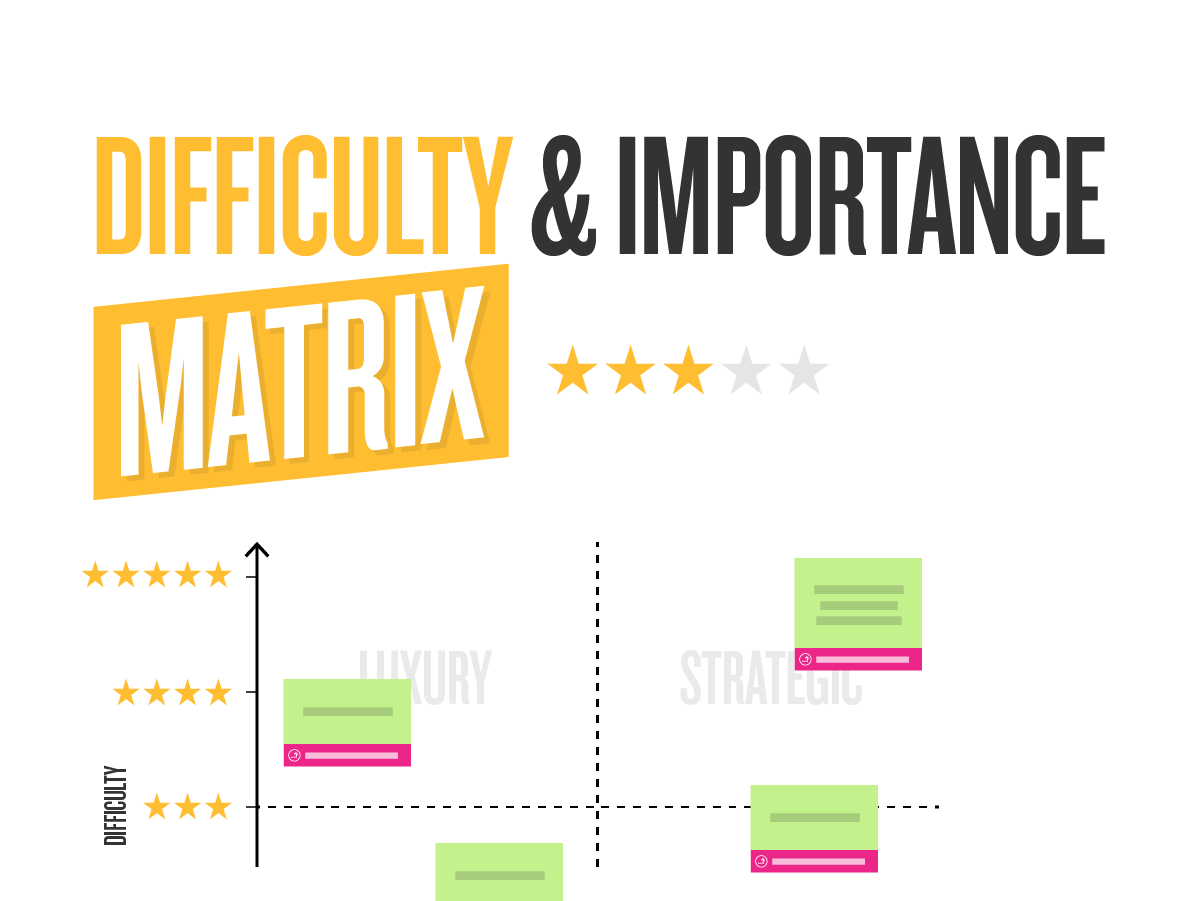 DIFFICULTY & IMPORTANCE
MATRIX
LUXURY
STRATEGIC
DIFFICULTY